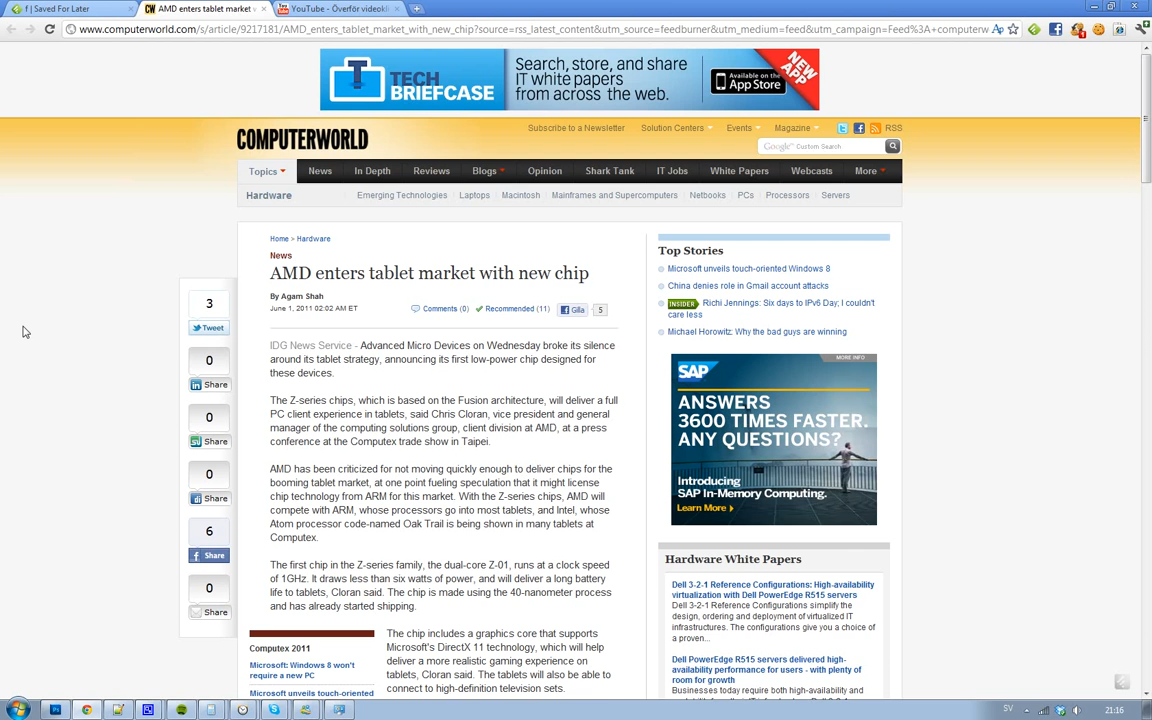 f | Saved For Later
AMD enters tablet market w
YouTube - Överför videokli
www.computerworld.com/s/article/9217181/AMD_enters_tablet_market_with_new_chip?source=rss_latest_content&utm_source=feedburner&utm_medium=feed&utm_campaign=Feed%3A+computerw
TECH
BRIEFCASE
Search, store, and share
IT white papers
from across the web.
Available on the
App Store
NEW
APP
COMPUTERWORLD
Subscribe to a Newsletter Solution Centers Events Magazine RSS
Google™ Custom Search
Topics News In Depth Reviews Blogs Opinion Shark Tank IT Jobs White Papers Webcasts More
Hardware Emerging Technologies Laptops Macintosh Mainframes and Supercomputers Netbooks PCs Processors Servers
Home > Hardware
News
AMD enters tablet market with new chip
By Agam Shah
June 1, 2011 02:02 AM ET
Comments (0) Recommended (11) Gilla 5
IDG News Service - Advanced Micro Devices on Wednesday broke its silence
around its tablet strategy, announcing its first low-power chip designed for
these devices.
The Z-series chips, which is based on the Fusion architecture, will deliver a full
PC client experience in tablets, said Chris Cloran, vice president and general
manager of the computing solutions group, client division at AMD, at a press
conference at the Computex trade show in Taipei.
AMD has been criticized for not moving quickly enough to deliver chips for the
booming tablet market, at one point fueling speculation that it might license
chip technology from ARM for this market. With the Z-series chips, AMD will
compete with ARM, whose processors go into most tablets, and Intel, whose
Atom processor code-named Oak Trail is being shown in many tablets at
Computex.
The first chip in the Z-series family, the dual-core Z-01, runs at a clock speed
of 1GHz. It draws less than six watts of power, and will deliver a long battery
life to tablets, Cloran said. The chip is made using the 40-nanometer process
and has already started shipping.
The chip includes a graphics core that supports
Microsoft's DirectX 11 technology, which will help
deliver a more realistic gaming experience on
tablets, Cloran said. The tablets will also be able to
connect to high-definition television sets.
Computex 2011
Microsoft: Windows 8 won't
require a new PC
Microsoft unveils touch-oriented
3
Tweet
0
Share
0
Share
0
Share
6
Share
0
Share
Top Stories
Microsoft unveils touch-oriented Windows 8
China denies role in Gmail account attacks
INSIDER Richi Jennings: Six days to IPv6 Day; I couldn't
care less
Michael Horowitz: Why the bad guys are winning
MORE INFO
SAP
ANSWERS
3600 TIMES FASTER.
ANY QUESTIONS?
Introducing
SAP In-Memory Computing.
Learn More
Hardware White Papers
Dell 3-2-1 Reference Configurations: High-availability
virtualization with Dell PowerEdge R515 servers
Dell 3-2-1 Reference Configurations simplify the
design, ordering and deployment of virtualized IT
infrastructures. The configurations give you a choice of
a proven...
Dell PowerEdge R515 servers delivered high-
availability performance for users - with plenty of
room for growth
Businesses today require both high-availability and
SV
21:16